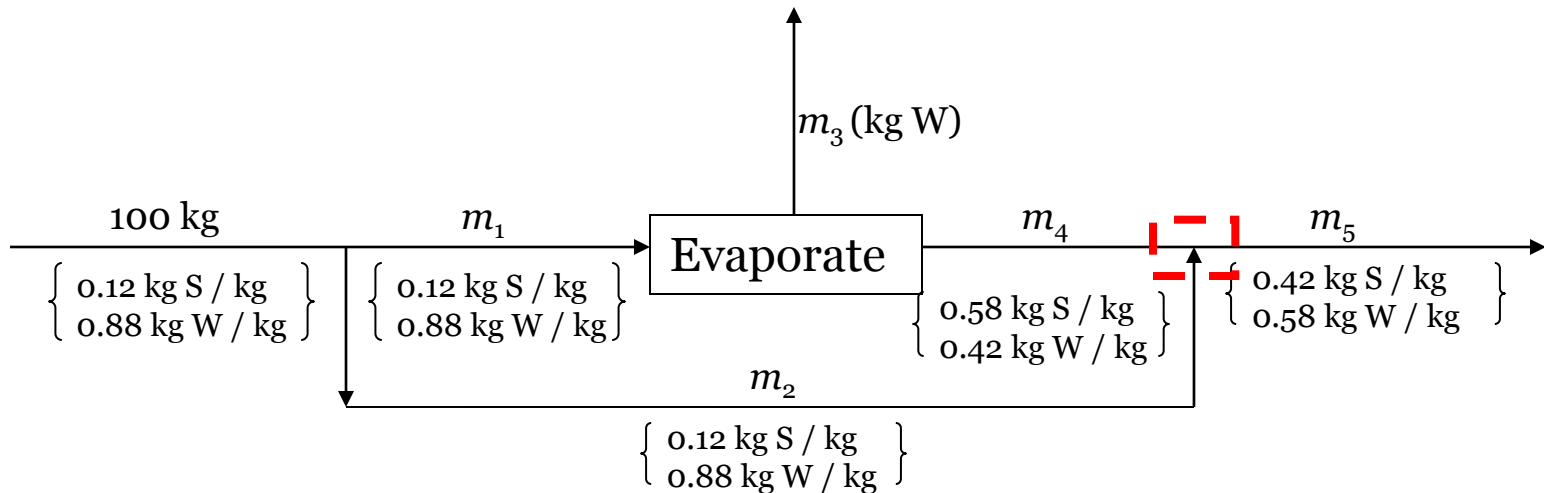 m₃ (kg W)
100 kg
m₁
Evaporate
m₄
m₅
{ 0.12 kg S / kg }
{ 0.88 kg W / kg }
{ 0.12 kg S / kg }
{ 0.88 kg W / kg }
{ 0.58 kg S / kg }
{ 0.42 kg W / kg }
{ 0.42 kg S / kg }
{ 0.58 kg W / kg }
m₂
{ 0.12 kg S / kg }
{ 0.88 kg W / kg }